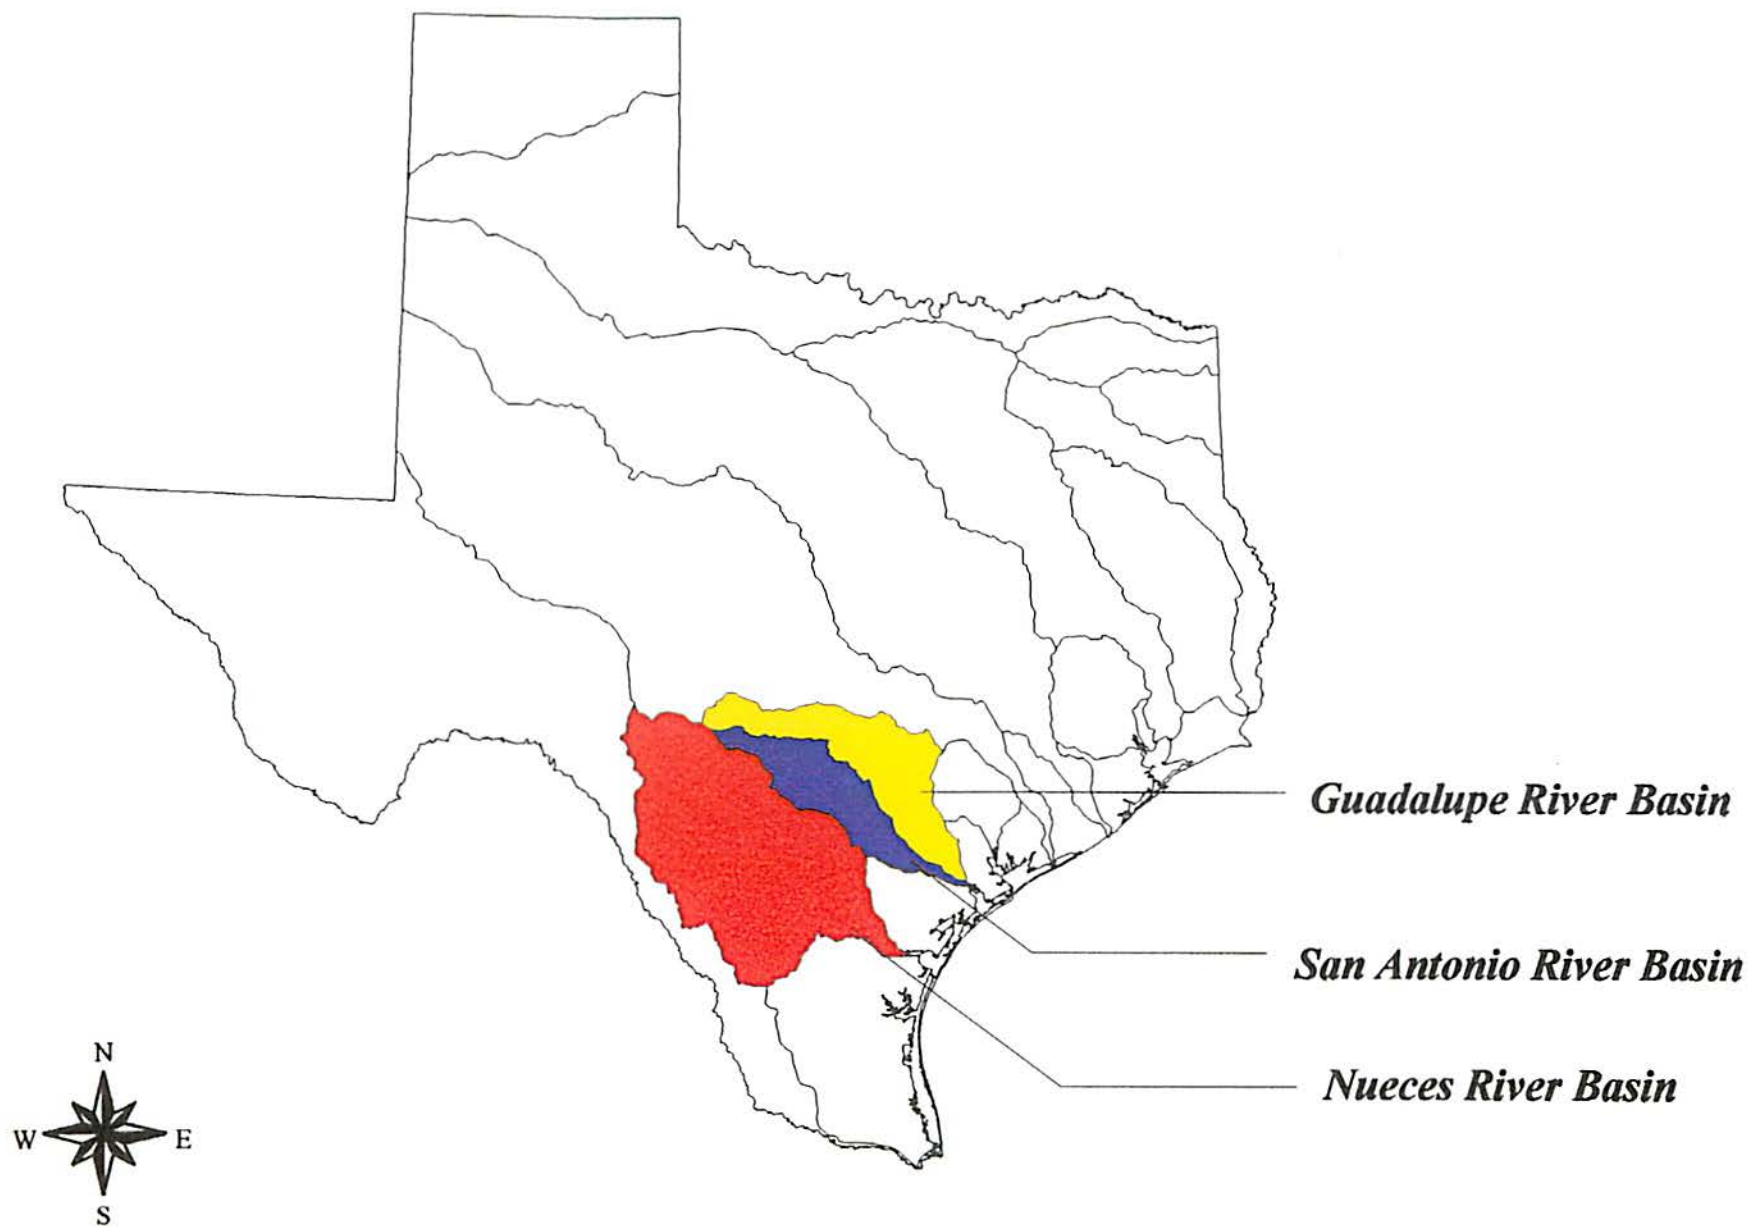 Guadalupe River Basin
San Antonio River Basin
Nueces River Basin
N
W E
S